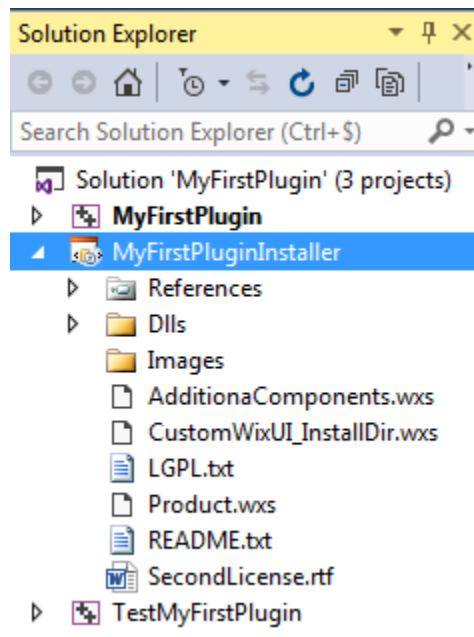 Solution Explorer
Search Solution Explorer (Ctrl+$)
Solution 'MyFirstPlugin' (3 projects)
MyFirstPlugin
MyFirstPluginInstaller
References
Dlls
Images
AdditionaComponents.wxs
CustomWixUI_InstallDir.wxs
LGPL.txt
Product.wxs
README.txt
SecondLicense.rtf
TestMyFirstPlugin